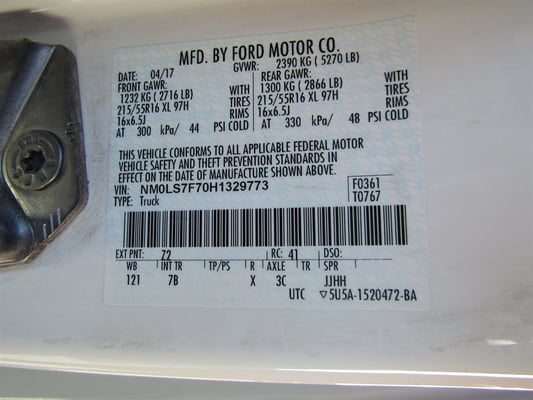 MFD. BY FORD MOTOR CO.
DATE: 04/17 GVWR: 2390 KG ( 5270 LB)
FRONT GAWR: REAR GAWR:
1232 KG ( 2716 LB) WITH 1300 KG ( 2866 LB) WITH
215/55R16 XL 97H TIRES 215/55R16 XL 97H TIRES
16x6.5J RIMS 16x6.5J RIMS
AT 300 kPa/ 44 PSI COLD AT 330 kPa/ 48 PSI COLD
THIS VEHICLE CONFORMS TO ALL APPLICABLE FEDERAL MOTOR
VEHICLE SAFETY AND THEFT PREVENTION STANDARDS IN
EFFECT ON THE DATE OF MANUFACTURE SHOWN ABOVE.
VIN: NM0LS7F70H1329773 F0361
TYPE: Truck T0767
EXT PNT: 7Z RC: 41 DSO:
WB INT TR TP/PS R AXLE TR SPR
121 7B X 3C JJHH
UTC ▽5U5A-1520472-BA